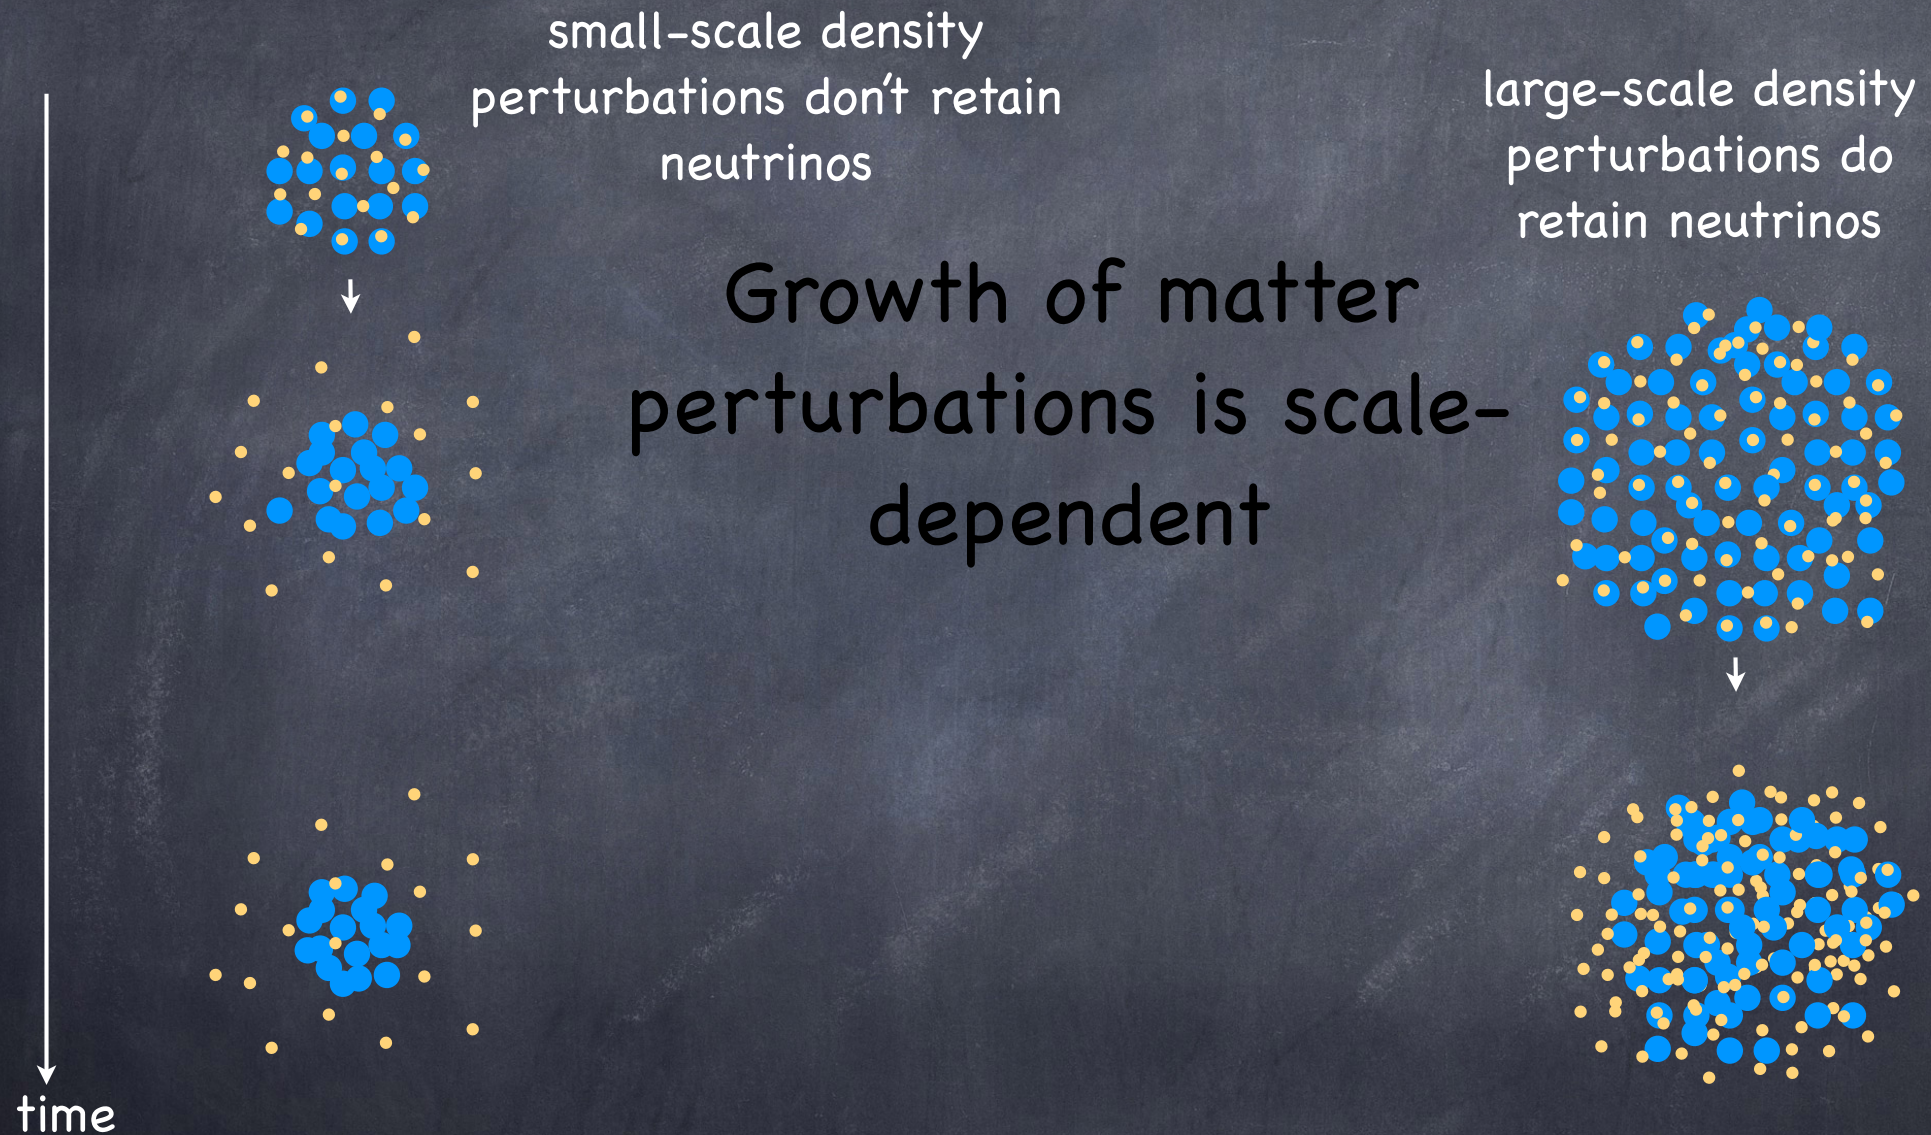 small-scale density
perturbations don't retain
neutrinos
large-scale density
perturbations do
retain neutrinos
Growth of matter
perturbations is scale-
dependent
time